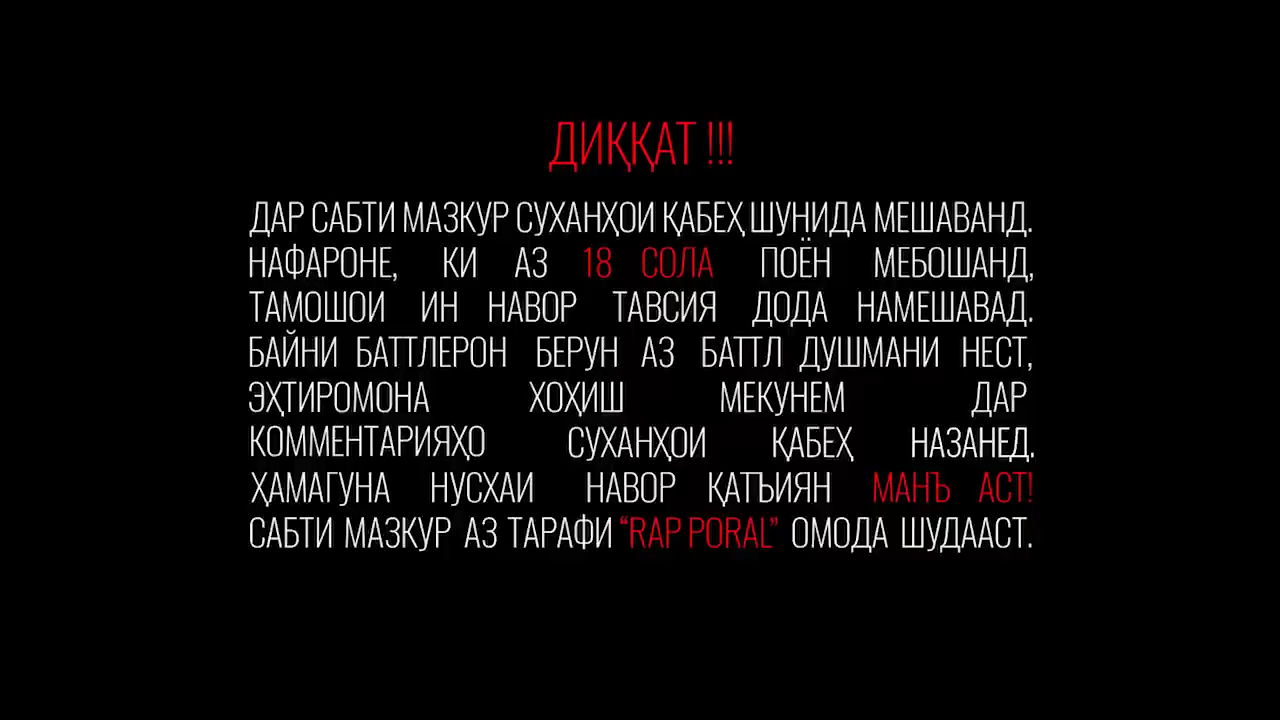 ДИҚҚАТ !!!
ДАР САБТИ МАЗКУР СУХАНҲОИ ҚАБЕҲ ШУНИДА МЕШАВАНД.
НАФАРОНЕ, КИ АЗ 18 СОЛА ПОЁН МЕБОШАНД,
ТАМОШОИ ИН НАВОР ТАВСИЯ ДОДА НАМЕШАВАД.
БАЙНИ БАТТЛЕРОН БЕРУН АЗ БАТТЛ ДУШМАНИ НЕСТ,
ЭҲТИРОМОНА ХОҲИШ МЕКУНЕМ ДАР
КОММЕНТАРИЯҲО СУХАНҲОИ ҚАБЕҲ НАЗАНЕД.
ҲАМАГУНА НУСХАИ НАВОР ҚАТЪИЯН МАНЪ АСТ!
САБТИ МАЗКУР АЗ ТАРАФИ “RAP PORAL” ОМОДА ШУДААСТ.